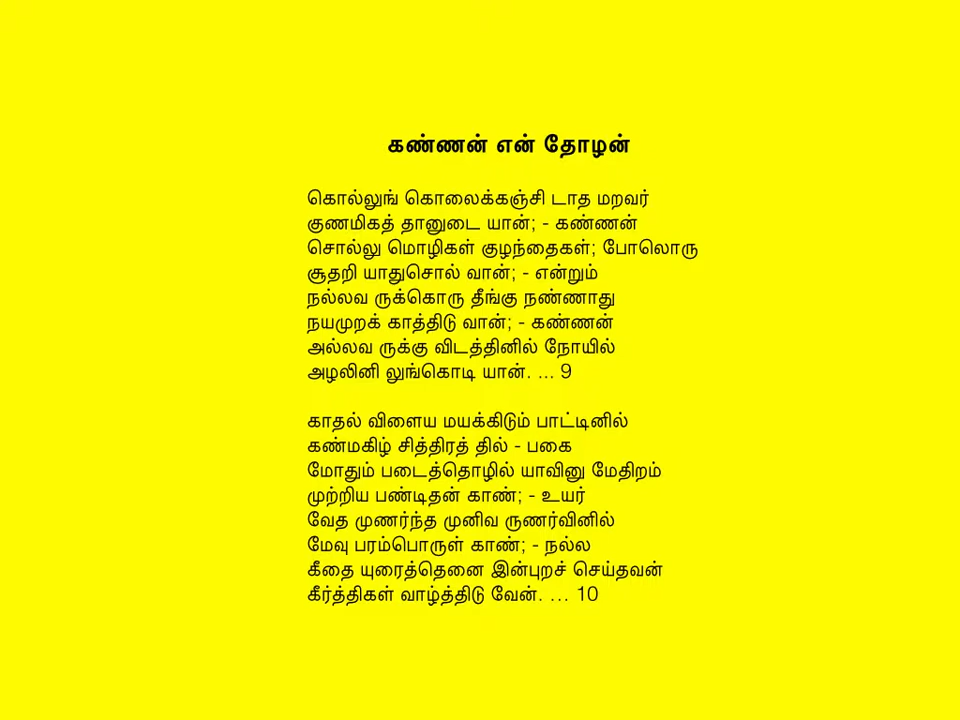 கண்ணன் என் தோழன்
கொல்லுங் கொலைக்கஞ்சி டாத மறவர்
குணமிகத் தானுடை யான்; - கண்ணன்
சொல்லு மொழிகள் குழந்தைகள்; போலொரு
சூதறி யாதுசொல் வான்; - என்றும்
நல்லவ ருக்கொரு தீங்கு நண்ணாது
நயமுறக் காத்திடு வான்; - கண்ணன்
அல்லவ ருக்கு விடத்தினில் நோயில்
அழலினி லுங்கொடி யான். ... 9
காதல் விளைய மயக்கிடும் பாட்டினில்
கண்மகிழ் சித்திரத் தில் - பகை
மோதும் படைத்தொழில் யாவினு மேதிறம்
முற்றிய பண்டிதன் காண்; - உயர்
வேத முணர்ந்த முனிவ ருணர்வினில்
மேவு பரம்பொருள் காண்; - நல்ல
கீதை யுரைத்தெனை இன்புறச் செய்தவன்
கீர்த்திகள் வாழ்த்திடு வேன். ... 10